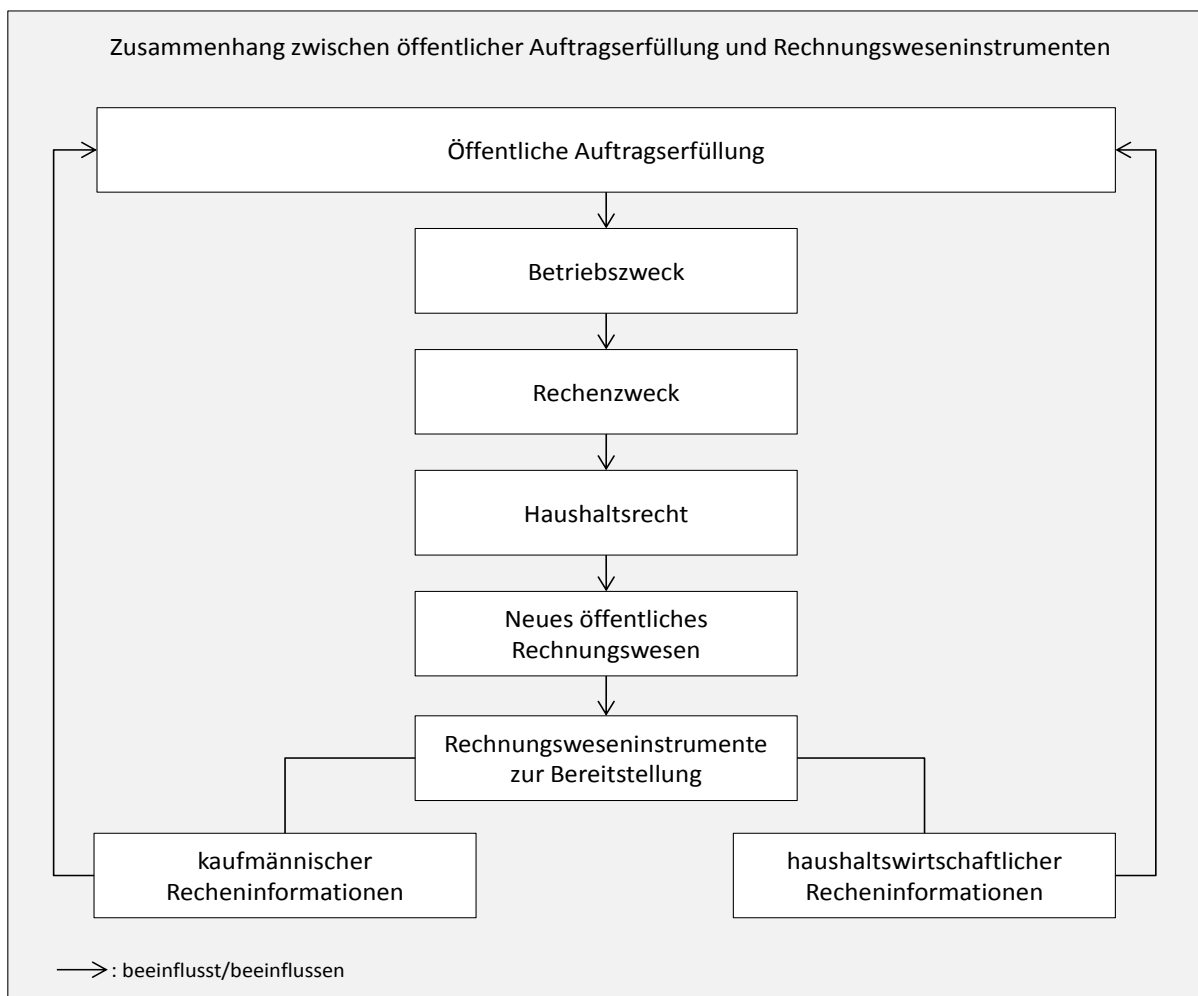 Zusammenhang zwischen öffentlicher Auftragserfüllung und Rechnungsweseninstrumenten
Öffentliche Auftragserfüllung
Betriebszweck
Rechenzweck
Haushaltsrecht
Neues öffentliches
Rechnungswesen
Rechnungsweseninstrumente
zur Bereitstellung
kaufmännischer
Recheninformationen
haushaltswirtschaftlicher
Recheninformationen
: beeinflusst/beeinflussen